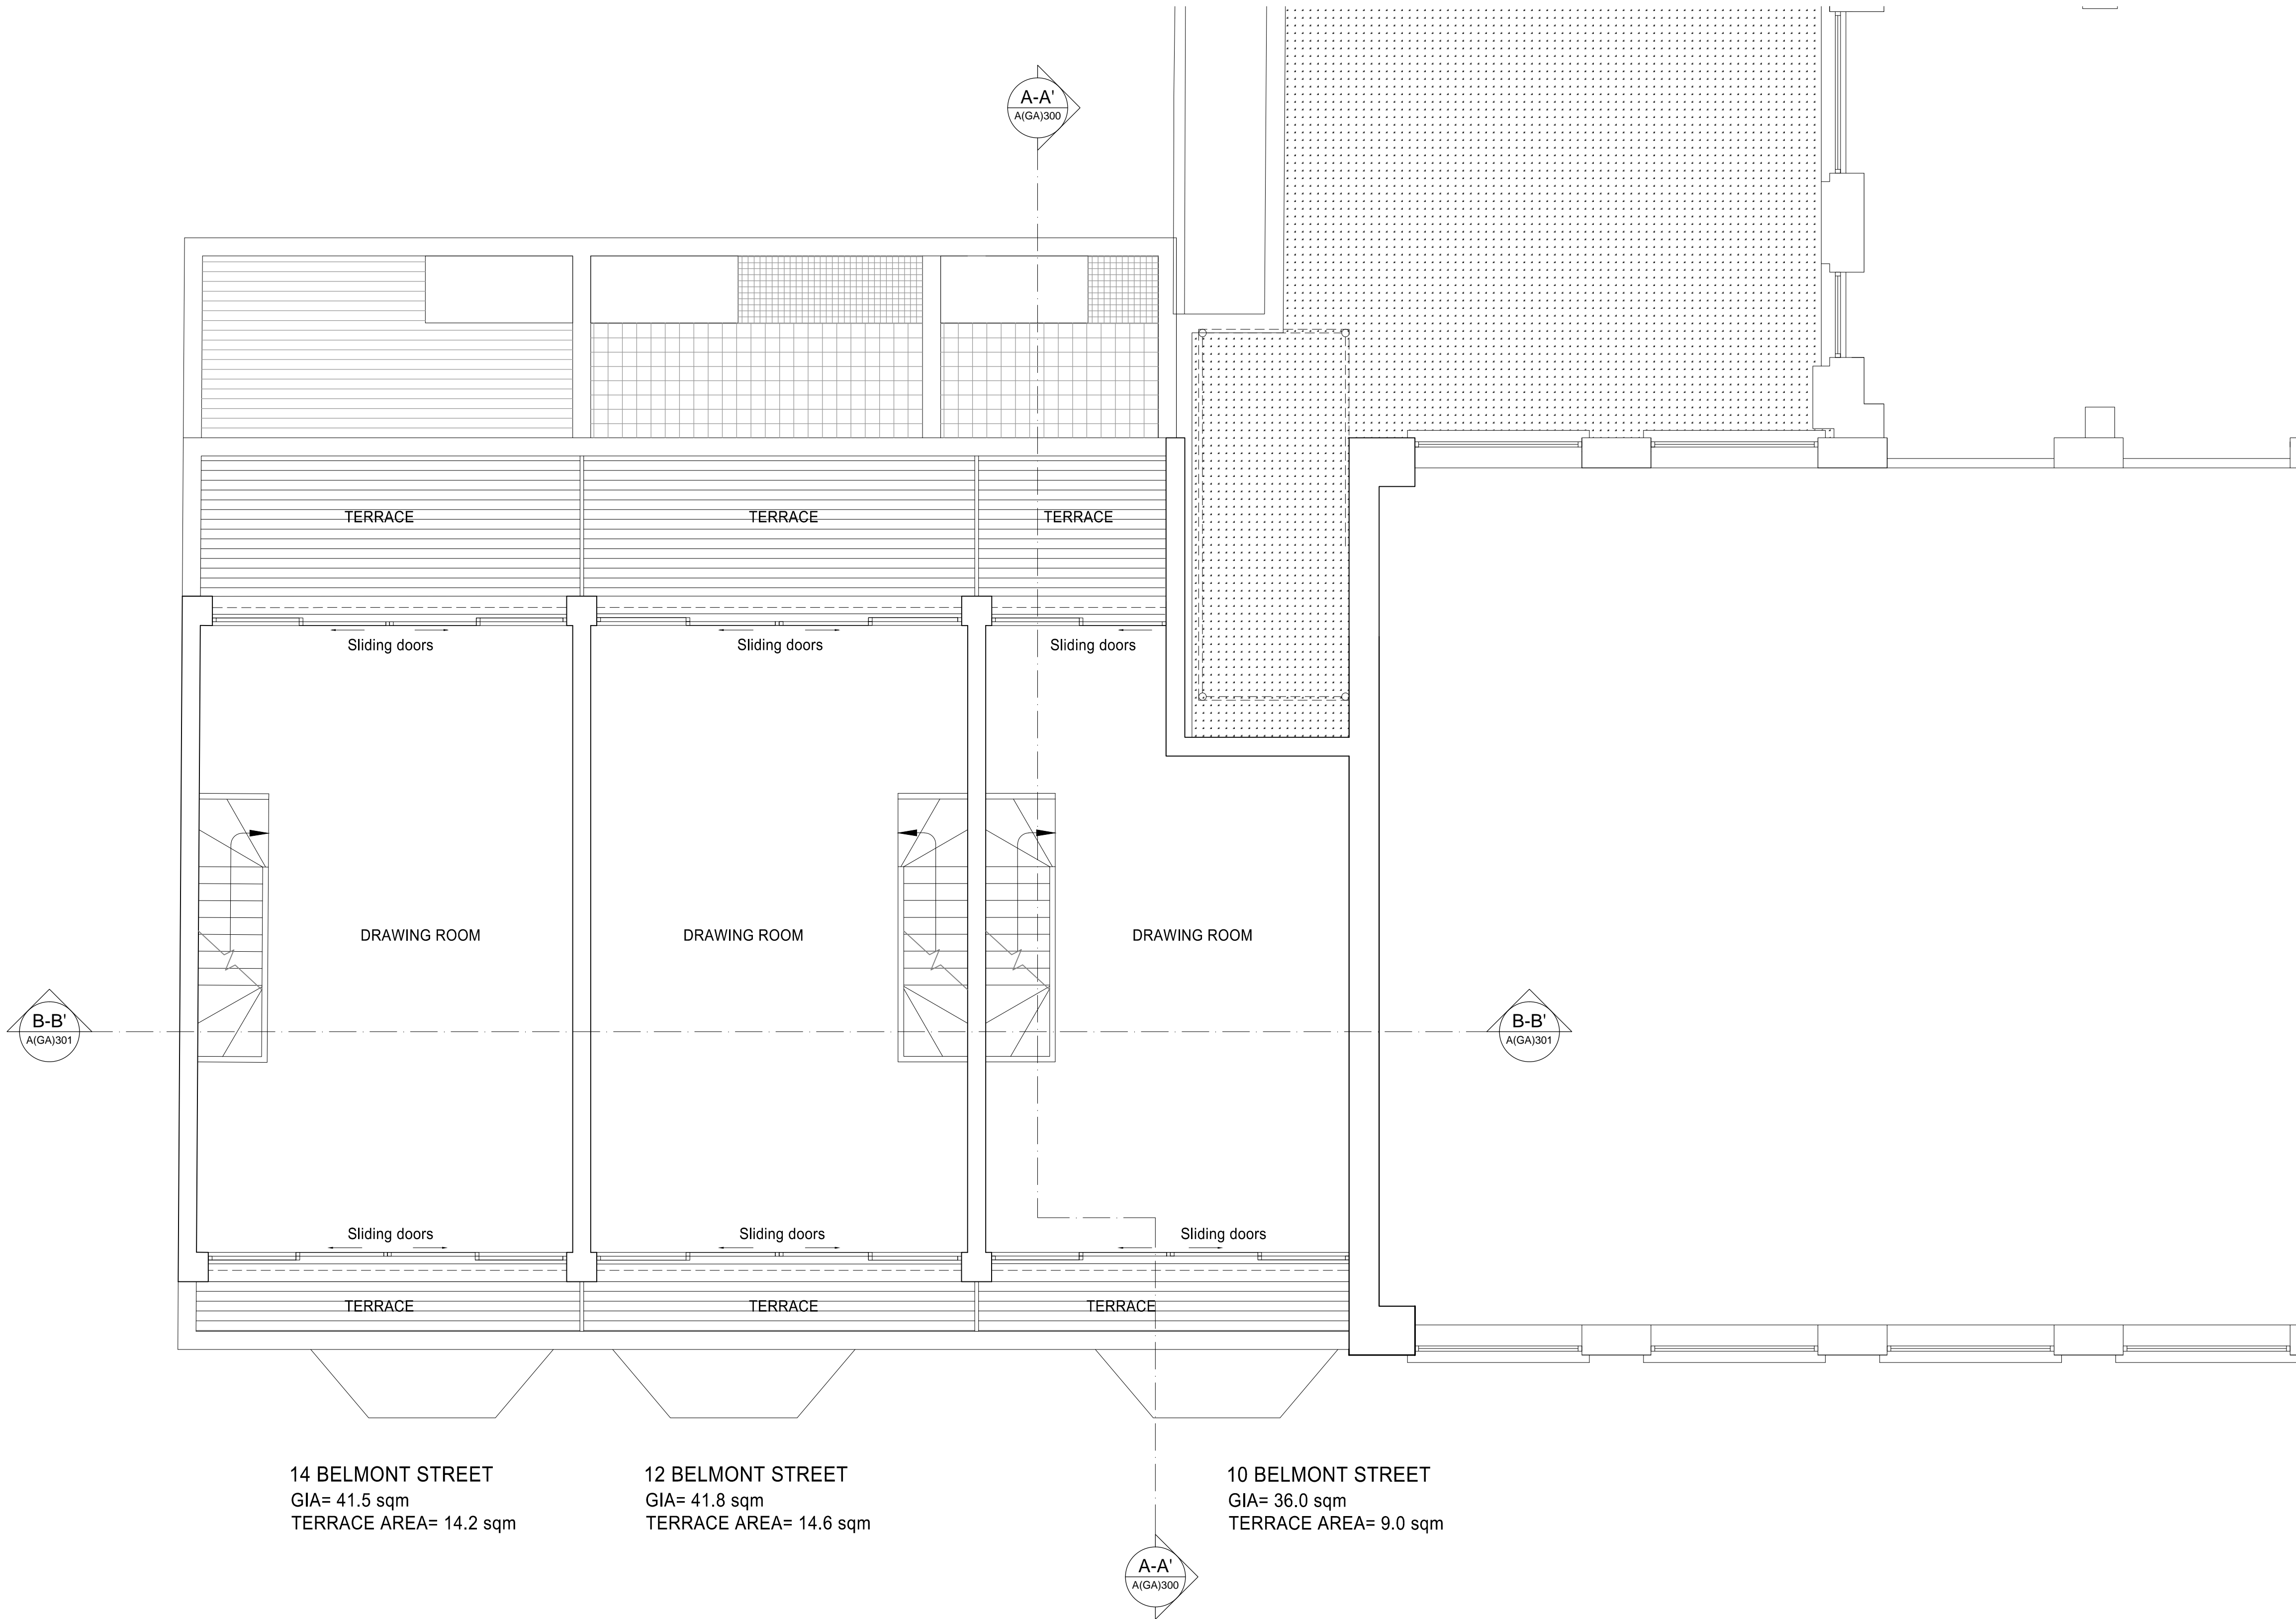 A-A'
A(GA)300
TERRACE
TERRACE
TERRACE
Sliding doors
Sliding doors
Sliding doors
DRAWING ROOM
DRAWING ROOM
DRAWING ROOM
B-B'
A(GA)301
B-B'
A(GA)301
Sliding doors
Sliding doors
Sliding doors
TERRACE
TERRACE
TERRACE
14 BELMONT STREET
GIA= 41.5 sqm
TERRACE AREA= 14.2 sqm
12 BELMONT STREET
GIA= 41.8 sqm
TERRACE AREA= 14.6 sqm
10 BELMONT STREET
GIA= 36.0 sqm
TERRACE AREA= 9.0 sqm
A-A'
A(GA)300